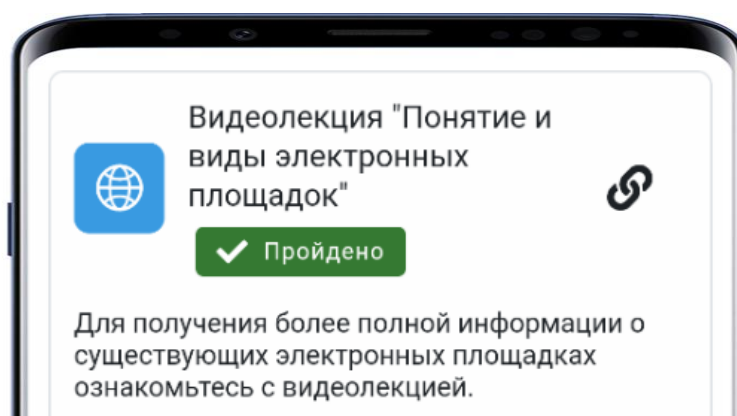 Видеолекция "Понятие и
виды электронных
площадок"
Пройдено
Для получения более полной информации о
существующих электронных площадках
ознакомьтесь с видеолекцией.